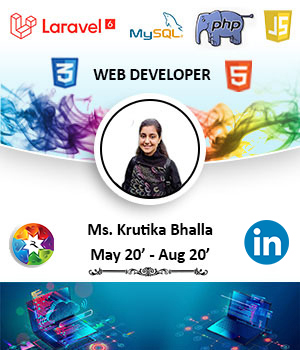 Laravel 6
MySQL
php
JS
3
WEB DEVELOPER
5
Ms. Krutika Bhalla
May 20’ - Aug 20’
in